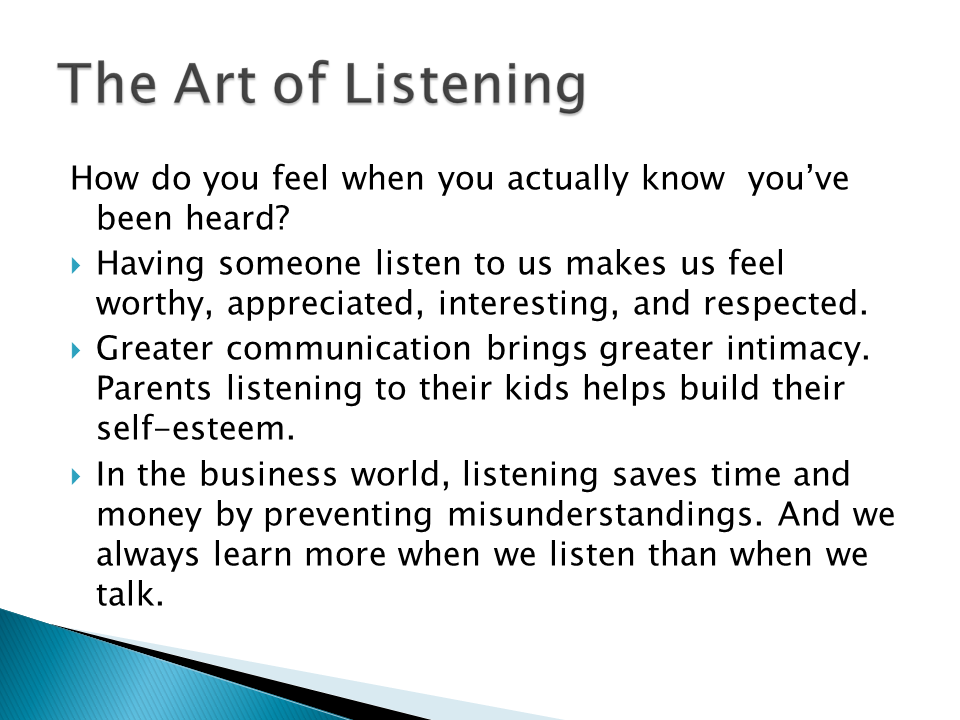 The Art of Listening
How do you feel when you actually know  you’ve
been heard?
Having someone listen to us makes us feel
worthy, appreciated, interesting, and respected.
Greater communication brings greater intimacy.
Parents listening to their kids helps build their
self-esteem.
In the business world, listening saves time and
money by preventing misunderstandings. And we
always learn more when we listen than when we
talk.